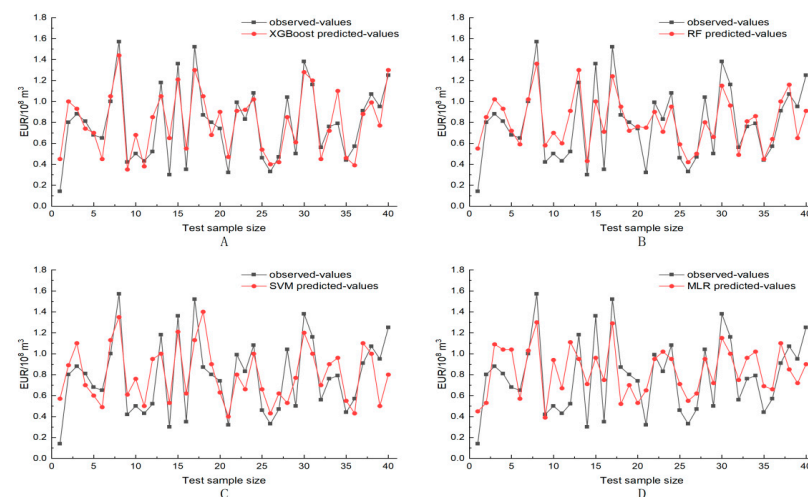 observed-values
XGBoost predicted-values
EUR/10⁸ m³
1.8
1.6
1.4
1.2
1.0
0.8
0.6
0.4
0.2
0.0
0 5 10 15 20 25 30 35 40
Test sample size
A
observed-values
RF predicted-values
EUR/10⁸ m³
1.8
1.6
1.4
1.2
1.0
0.8
0.6
0.4
0.2
0.0
0 5 10 15 20 25 30 35 40
Test sample size
B
observed-values
SVM predicted-values
EUR/10⁸ m³
1.8
1.6
1.4
1.2
1.0
0.8
0.6
0.4
0.2
0.0
0 5 10 15 20 25 30 35 40
Test sample size
C
observed-values
MLR predicted-values
EUR/10⁸ m³
1.8
1.6
1.4
1.2
1.0
0.8
0.6
0.4
0.2
0.0
0 5 10 15 20 25 30 35 40
Test sample size
D